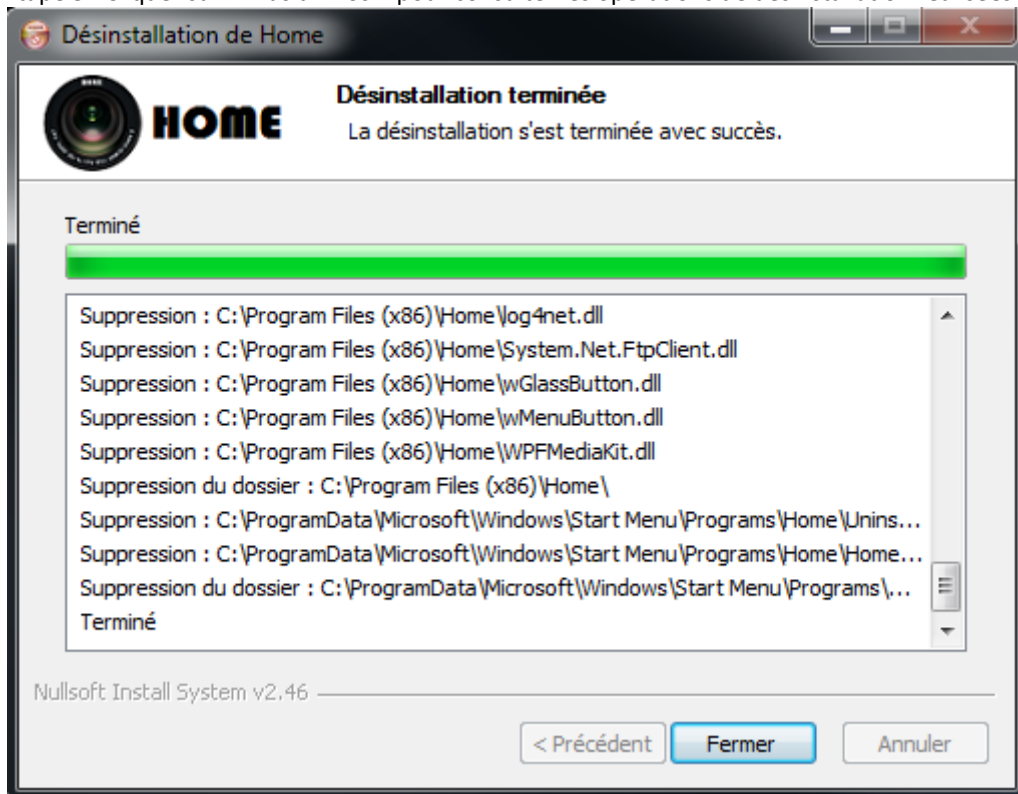 Désinstallation de Home
HOME
Désinstallation terminée
La désinstallation s'est terminée avec succès.
Terminé
Suppression : C:\Program Files (x86)\Home\log4net.dll
Suppression : C:\Program Files (x86)\Home\System.Net.FtpClient.dll
Suppression : C:\Program Files (x86)\Home\wGlassButton.dll
Suppression : C:\Program Files (x86)\Home\wMenuButton.dll
Suppression : C:\Program Files (x86)\Home\WPFMediaKit.dll
Suppression du dossier : C:\Program Files (x86)\Home\
Suppression : C:\ProgramData\Microsoft\Windows\Start Menu\Programs\Home\Unins...
Suppression : C:\ProgramData\Microsoft\Windows\Start Menu\Programs\Home\Home...
Suppression du dossier : C:\ProgramData\Microsoft\Windows\Start Menu\Programs\...
Terminé
Nullsoft Install System v2.46
< Précédent Fermer Annuler